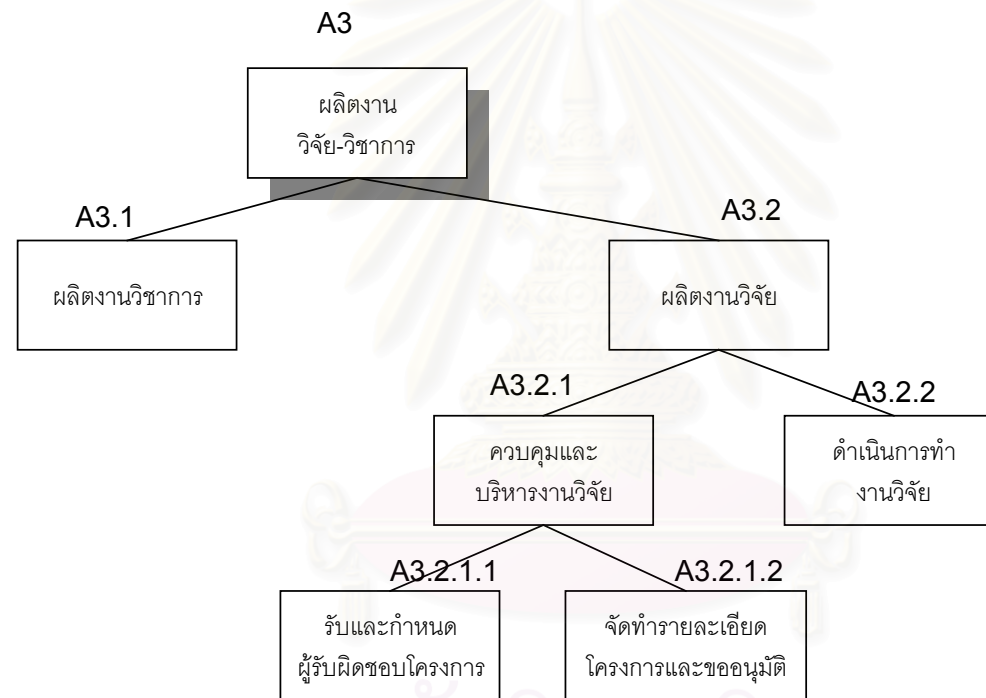 A3
ผลิตงาน
วิจัย-วิชาการ
A3.1
A3.2
ผลิตงานวิชาการ
ผลิตงานวิจัย
A3.2.1
A3.2.2
ควบคุมและ
บริหารงานวิจัย
ดำเนินการทำ
งานวิจัย
A3.2.1.1
A3.2.1.2
รับและกำหนด
ผู้รับผิดชอบโครงการ
จัดทำรายละเอียด
โครงการและขออนุมัติ